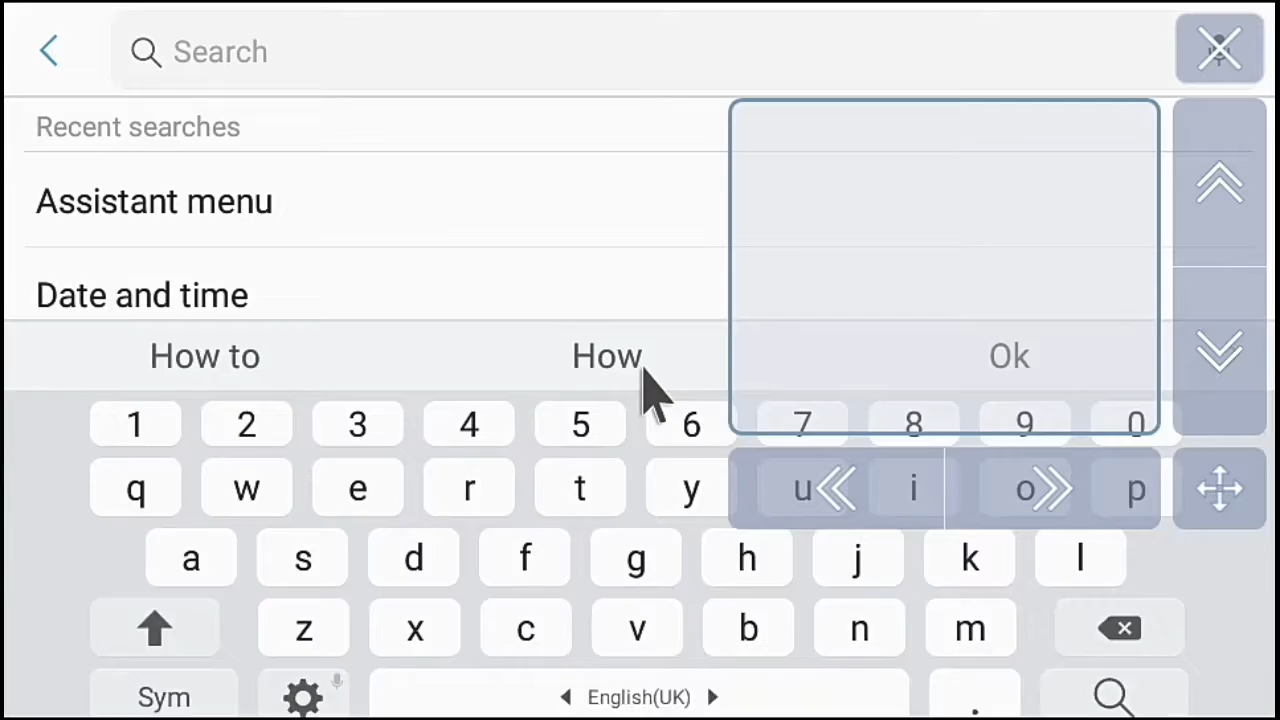 Search
Recent searches
Assistant menu
Date and time
How to How Ok
1 2 3 4 5 6 7 8 9 0
q w e r t y u i o p
a s d f g h j k l
z x c v b n m
Sym English(UK) .